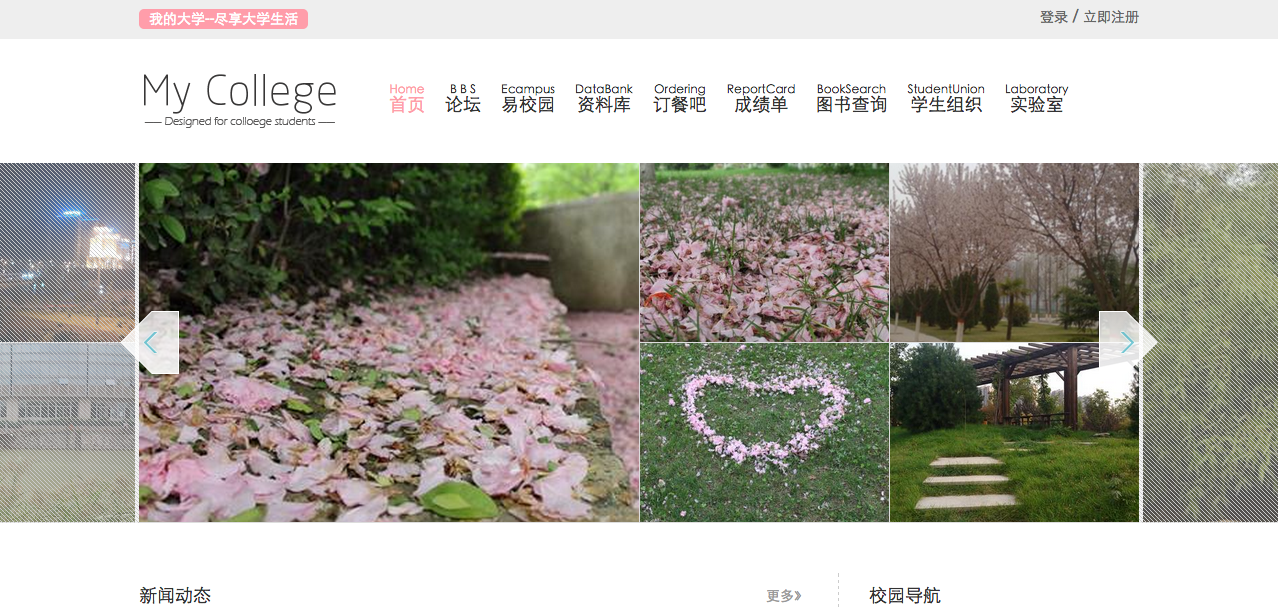 我的大学—尽享大学生活
登录 / 立即注册
My College
Designed for colloege students
Home
首页
B B S
论坛
Ecampus
易校园
DataBank
资料库
Ordering
订餐吧
ReportCard
成绩单
BookSearch
图书查询
StudentUnion
学生组织
Laboratory
实验室
新闻动态
更多》
校园导航